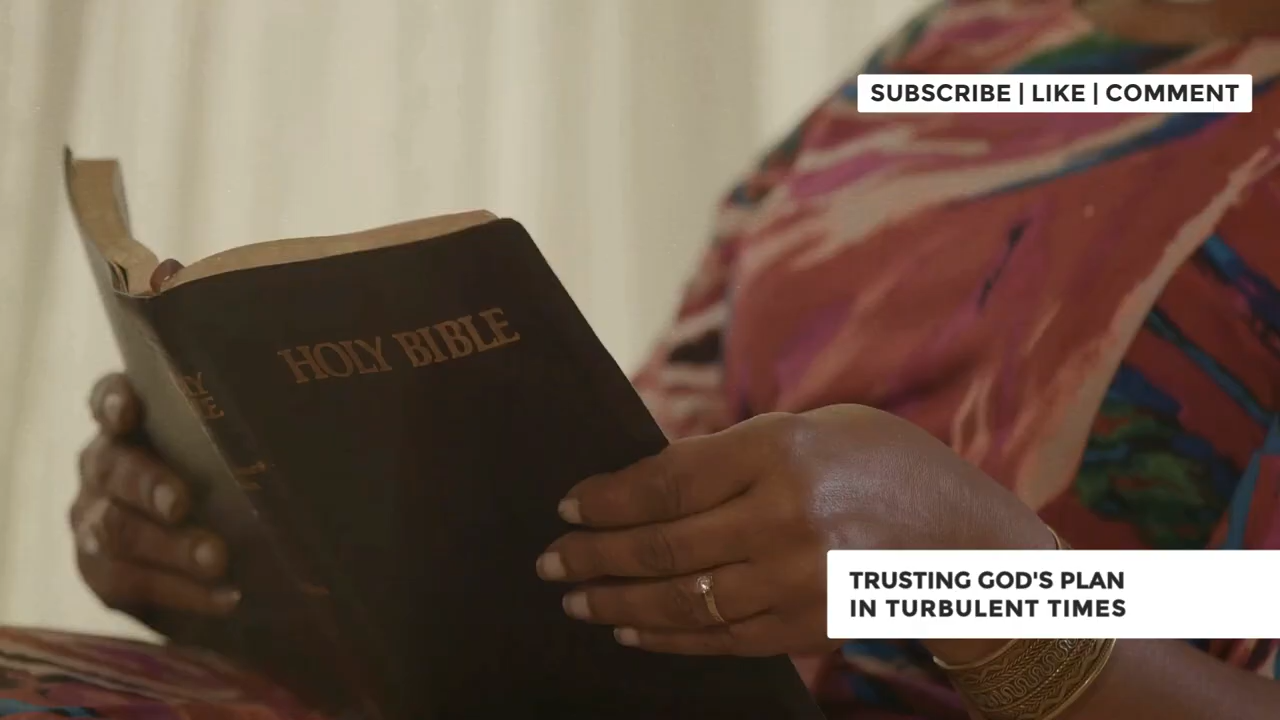 SUBSCRIBE | LIKE | COMMENT
HOLY BIBLE
TRUSTING GOD'S PLAN
IN TURBULENT TIMES